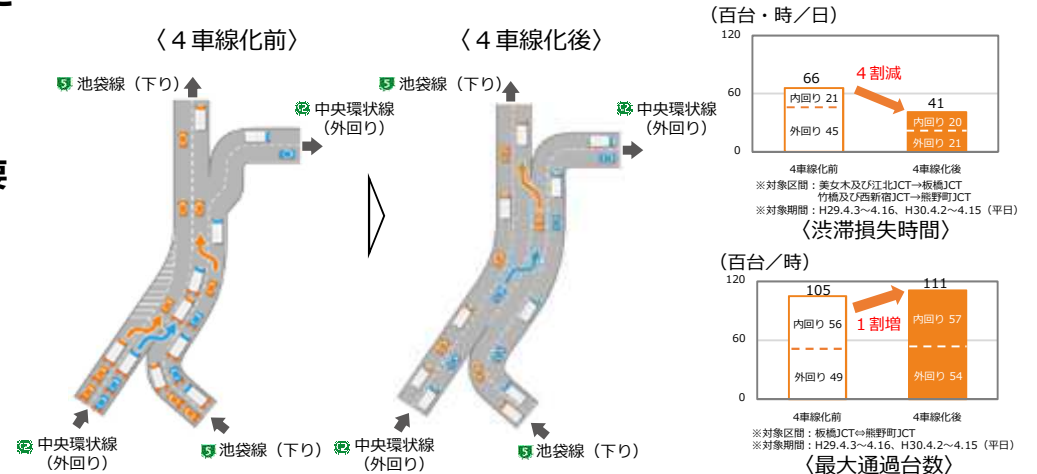 〈４車線化前〉
5 池袋線（下り）
C2 中央環状線
（外回り）
C2 中央環状線
（外回り）
5 池袋線（下り）
〈４車線化後〉
5 池袋線（下り）
C2 中央環状線
（外回り）
C2 中央環状線
（外回り）
5 池袋線（下り）
（百台・時／日）
120
60
0
66
内回り 21
外回り 45
４割減
41
内回り 20
外回り 21
4車線化前
4車線化後
※対象区間：美女木及び江北JCT→板橋JCT
竹橋及び西新宿JCT→熊野町JCT
※対象期間：H29.4.3～4.16、H30.4.2～4.15（平日）
〈渋滞損失時間〉
（百台／時）
120
60
0
105
内回り 56
外回り 49
１割増
111
内回り 57
外回り 54
4車線化前
4車線化後
※対象区間：板橋JCT⇔熊野町JCT
※対象期間：H29.4.3～4.16、H30.4.2～4.15（平日）
〈最大通過台数〉